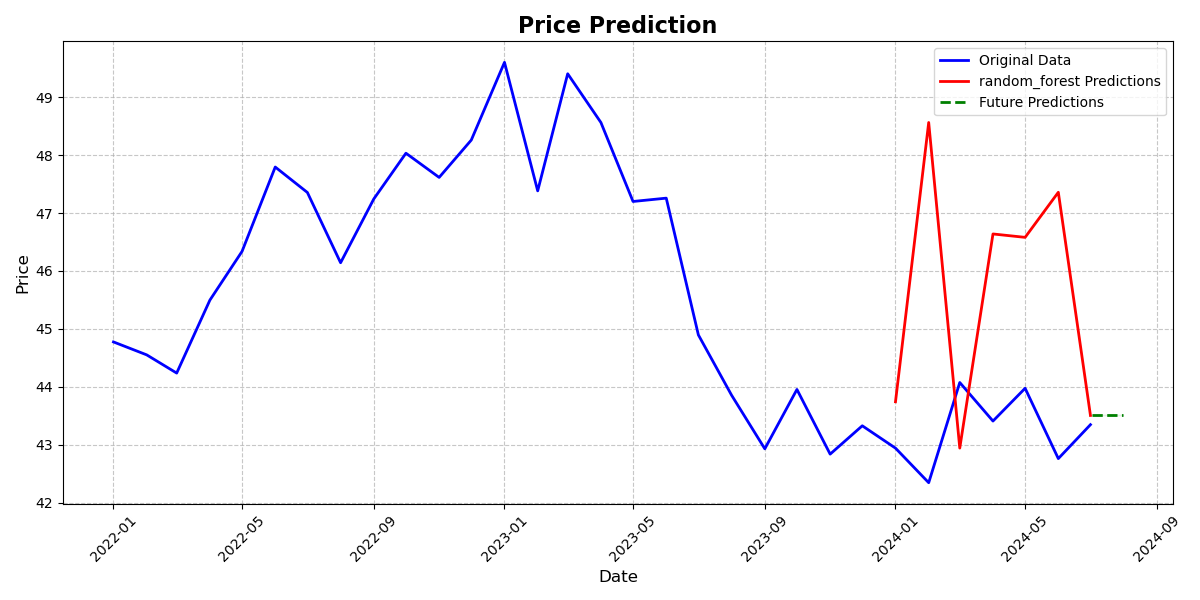 Price Prediction
Original Data
random_forest Predictions
Future Predictions
Price
49
48
47
46
45
44
43
42
2022-01
2022-05
2022-09
2023-01
2023-05
2023-09
2024-01
2024-05
2024-09
Date